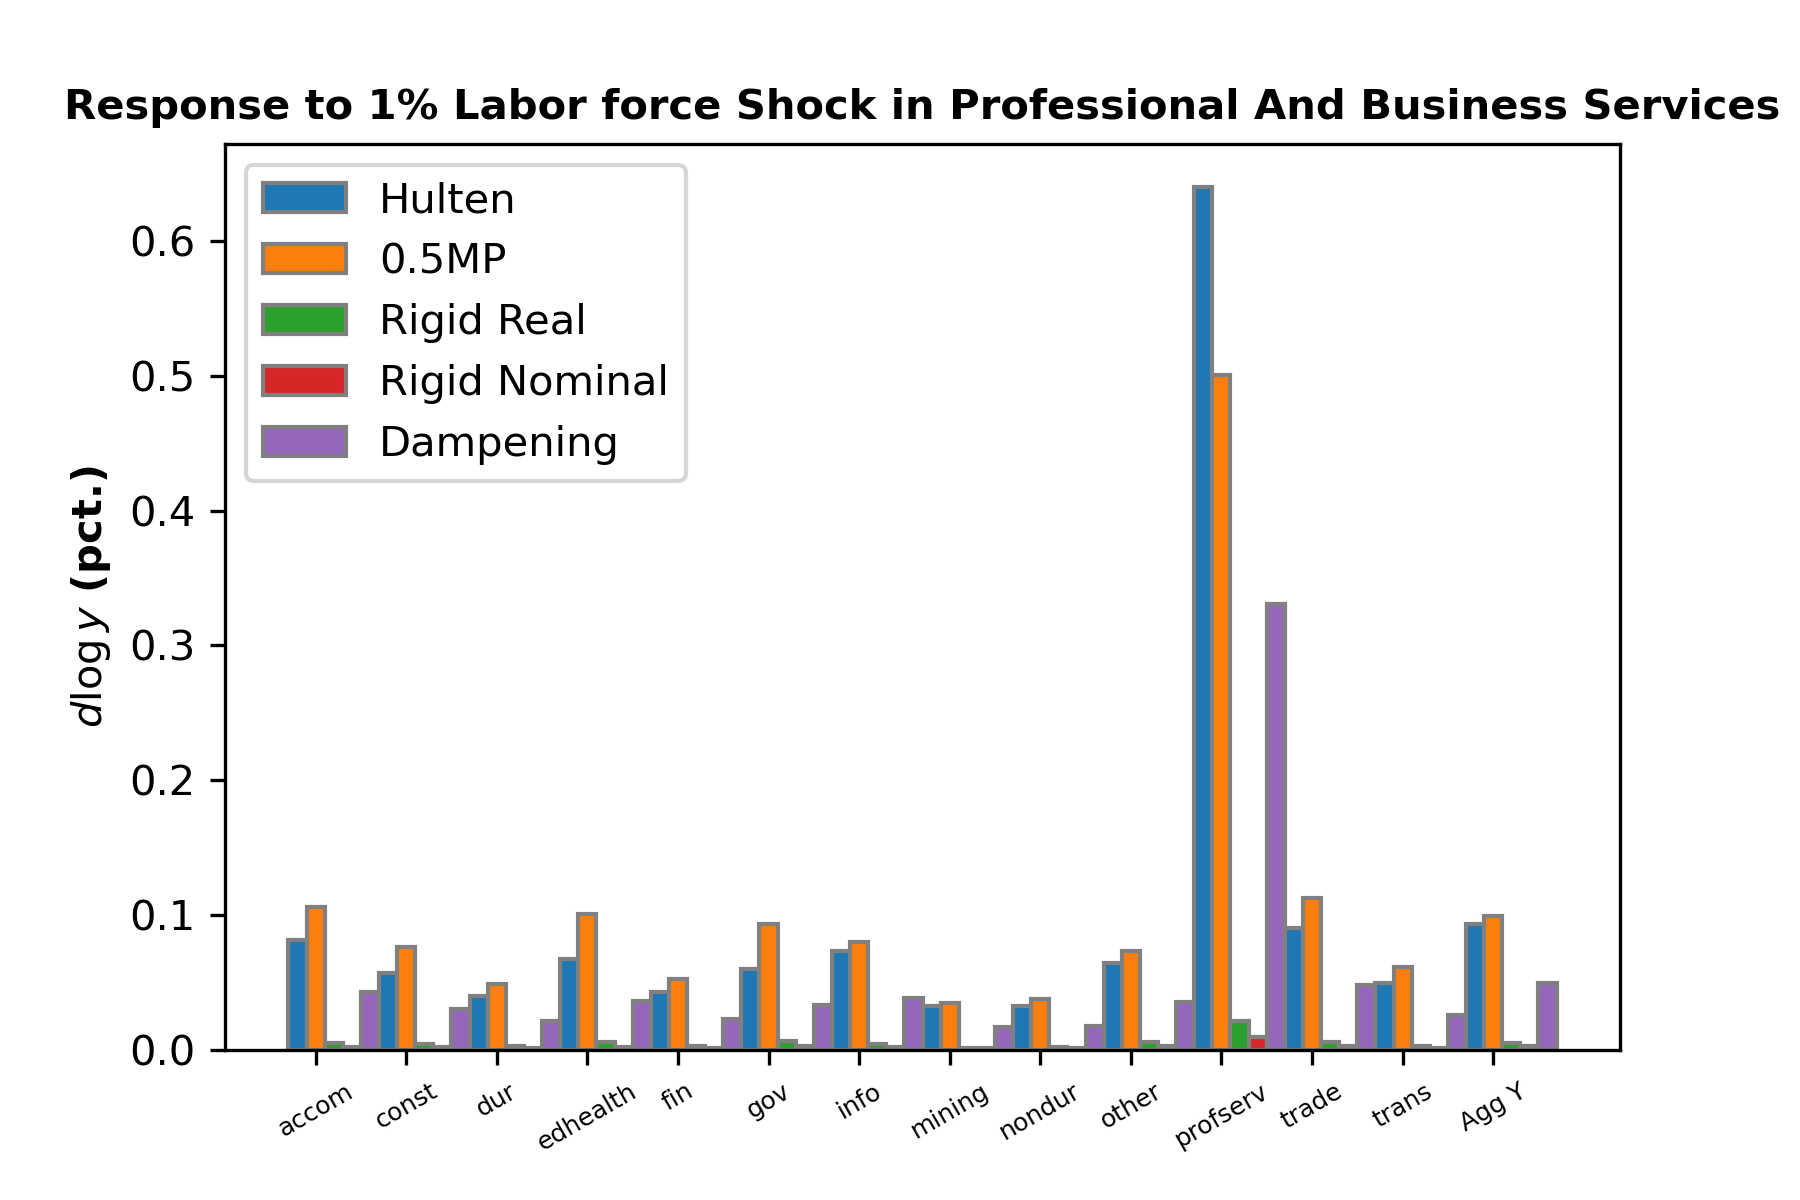 Response to 1% Labor force Shock in Professional And Business Services
Hulten
0.5MP
Rigid Real
Rigid Nominal
Dampening
dlog y (pct.)
0.6
0.5
0.4
0.3
0.2
0.1
0.0
accom
const
dur
edhealth
fin
gov
info
mining
nondur
other
profserv
trade
trans
Agg Y